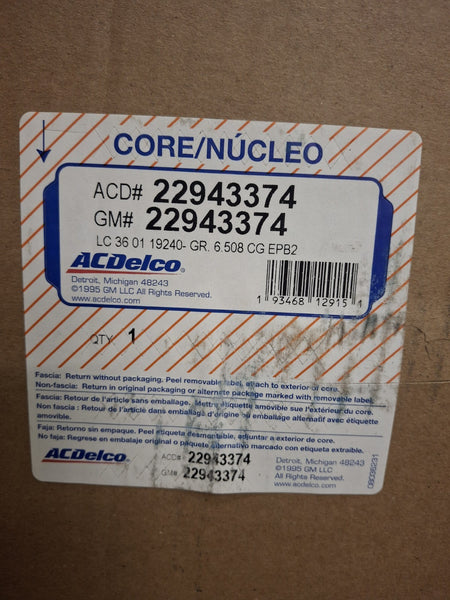 CORE/NÚCLEO
ACD# 22943374
GM# 22943374
LC 36 01 19240- GR. 6.508 CG EPB2
ACDelco®
Detroit, Michigan 48243
©1995 GM LLC All Rights Reserved.
www.acdelco.com
1 93468 12915 1
QTY 1
Fascia: Return without packaging. Peel removable label, attach to exterior of core.
Non-fascia: Return in original packaging or alternate package marked with removable label.
Fascia : Retour de l'article sans emballage. Mettre étiquette amovible sue l'extérieur du core.
Non fascia : Retour de l'article dans emballage original ou emballage alternatif avec étiquette
amovible.
Faja: Retorno sin empaque. Peel etiqueta desmontable, adjuntar a exterior de core.
No faja: Regrese en embalaje original o paquete alternativo marcado con etiqueta extraíble.
ACDelco®
ACD# 22943374
GM# 22943374
Detroit, Michigan 48243
©1995 GM LLC
All Rights Reserved.
08036231